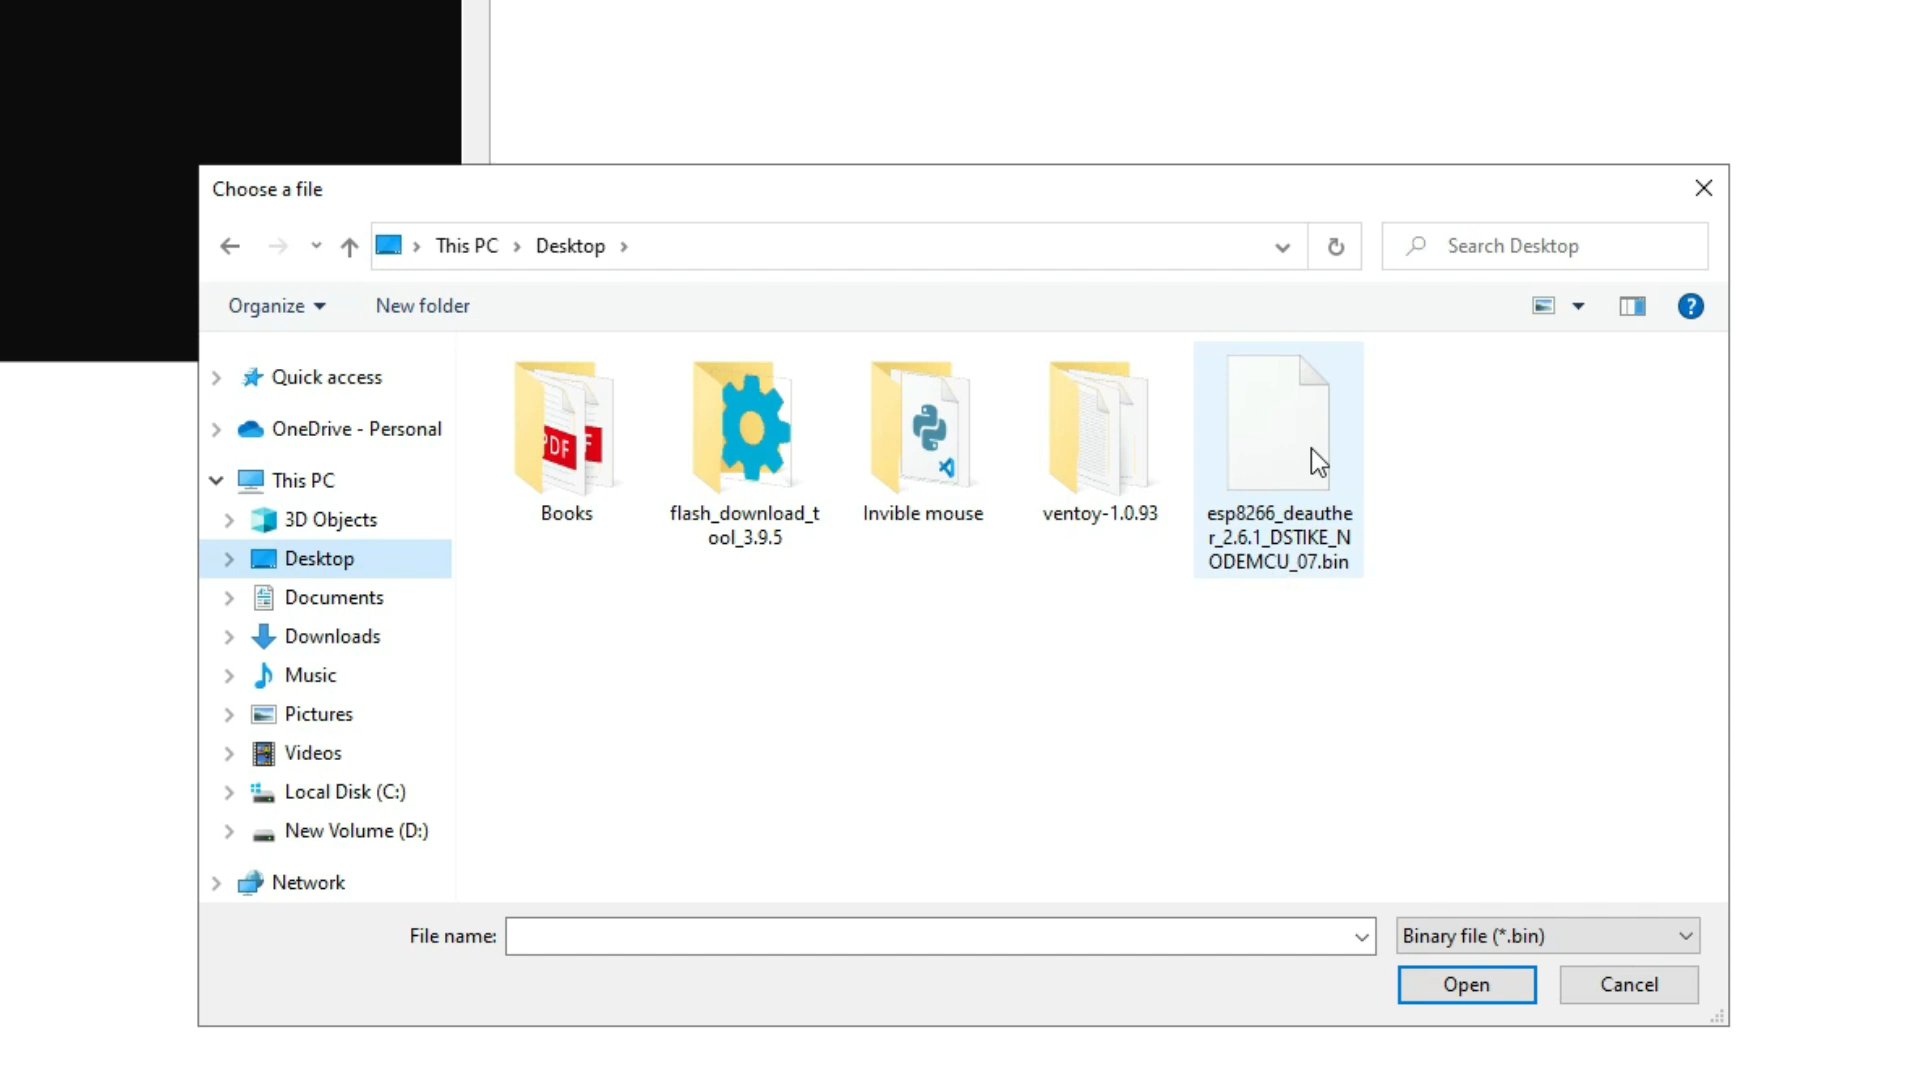 Choose a file
This PC
Desktop
Search Desktop
Organize
New folder
Quick access
OneDrive - Personal
This PC
3D Objects
Desktop
Documents
Downloads
Music
Pictures
Videos
Local Disk (C:)
New Volume (D:)
Network
PDF
F
Books
flash_download_t
ool_3.9.5
Invible mouse
ventoy-1.0.93
esp8266_deauthe
r_2.6.1_DSTIKE_N
ODEMCU_07.bin
File name:
Binary file (*.bin)
Open
Cancel